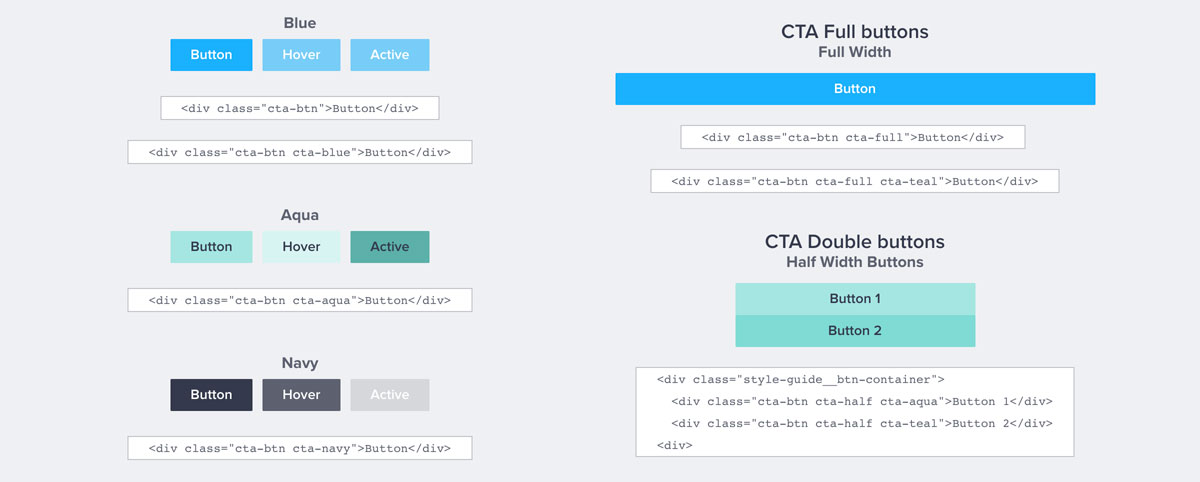 Blue
Button Hover Active
<div class="cta-btn">Button</div>
<div class="cta-btn cta-blue">Button</div>
Aqua
Button Hover Active
<div class="cta-btn cta-aqua">Button</div>
Navy
Button Hover Active
<div class="cta-btn cta-navy">Button</div>
CTA Full buttons
Full Width
Button
<div class="cta-btn cta-full">Button</div>
<div class="cta-btn cta-full cta-teal">Button</div>
CTA Double buttons
Half Width Buttons
Button 1
Button 2
<div class="style-guide__btn-container">
<div class="cta-btn cta-half cta-aqua">Button 1</div>
<div class="cta-btn cta-half cta-teal">Button 2</div>
<div>